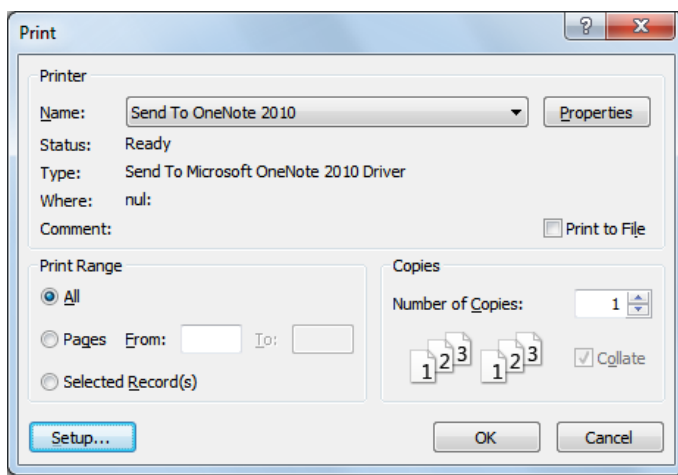 Print
Printer
Name: Send To OneNote 2010 Properties
Status: Ready
Type: Send To Microsoft OneNote 2010 Driver
Where: nul:
Comment: Print to File
Print Range
All
Pages From: To:
Selected Record(s)
Copies
Number of Copies: 1
1 2 3 1 2 3 Collate
Setup... OK Cancel